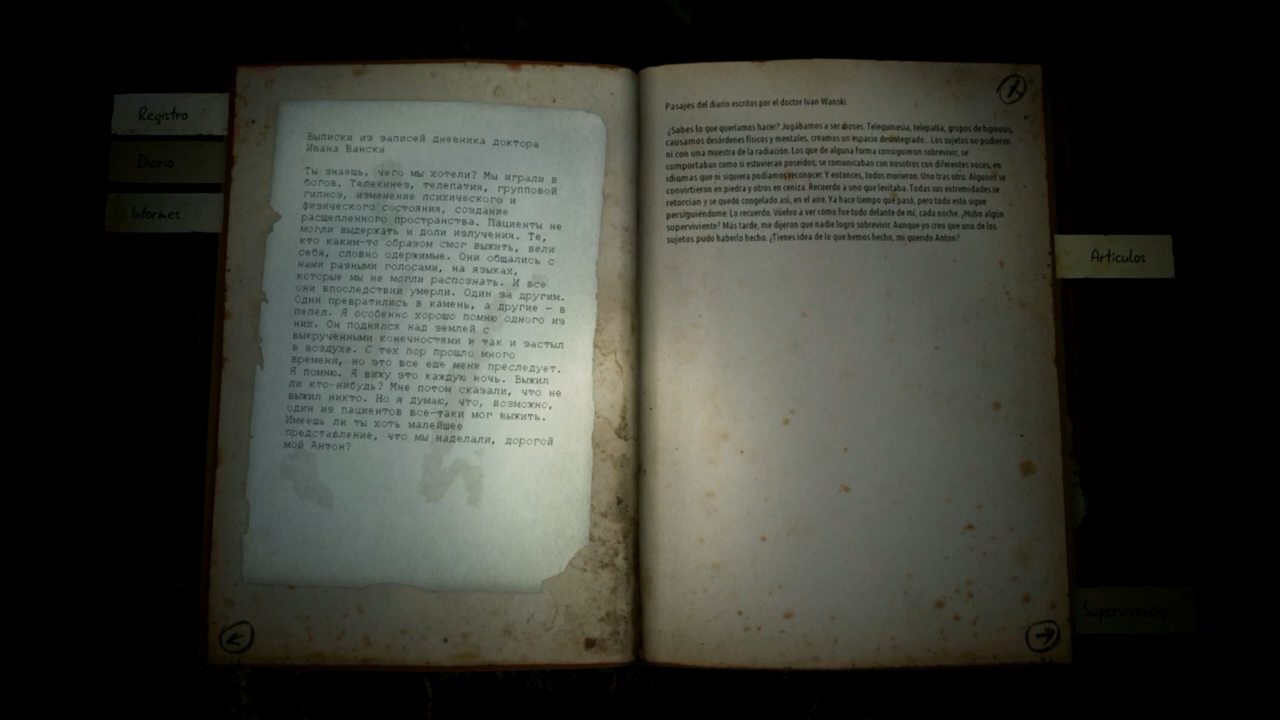 Registro
Diario
Informes
Выписки из записей дневника доктора
Ивана Вански
Ты знаешь, чего мы хотели? Мы играли в
богов. Телекинез, телепатия, групповой
гипноз, изменение психического и
физического состояния, создание
расщепленного пространства. Пациенты не
могли выдержать и доли излучения. Те,
кто каким-то образом смог выжить, вели
себя, словно одержимые. Они общались с
нами разными голосами, на языках,
которые мы не могли распознать. И все
они впоследствии умерли. Один за другим.
Одни превратились в камень, а другие — в
пепел. Я особенно хорошо помню одного из
них. Он поднялся над землей с
выкрученными конечностями и так и застыл
в воздухе. С тех пор прошло много
времени, но это все еще меня преследует.
Я помню. Я вижу это каждую ночь. Выжил
ли кто-нибудь? Мне потом сказали, что не
выжил никто. Но я думаю, что, возможно,
один из пациентов все-таки мог выжить.
Имеешь ли ты хоть малейшее
представление, что мы наделали, дорогой
мой Антон?
Pasajes del diario escritos por el doctor Ivan Wanski.
¿Sabes lo que queríamos hacer? Jugábamos a ser dioses. Telequinesia, telepatía, grupos de hipnosis,
causamos desórdenes físicos y mentales, creamos un espacio desintegrado... Los sujetos no pudieron
ni con una muestra de la radiación. Los que de alguna forma consiguieron sobrevivir, se
comportaban como si estuvieran poseídos; se comunicaban con nosotros con diferentes voces, en
idiomas que ni siquiera podíamos reconocer. Y entonces, todos murieron. Uno tras otro. Algunos se
convirtieron en piedra y otros en ceniza. Recuerdo a uno que levitaba. Todas sus extremidades se
retorcían y se quedó congelado así, en el aire. Ya hace tiempo que pasó, pero todo esto sigue
persiguiéndome. Lo recuerdo. Vuelvo a ver cómo fue todo delante de mí, cada noche. ¿Hubo algún
superviviente? Más tarde, me dijeron que nadie logró sobrevivir. Aunque yo creo que uno de los
sujetos pudo haberlo hecho. ¿Tienes idea de lo que hemos hecho, mi querido Anton?
Artículos
Supervivencia